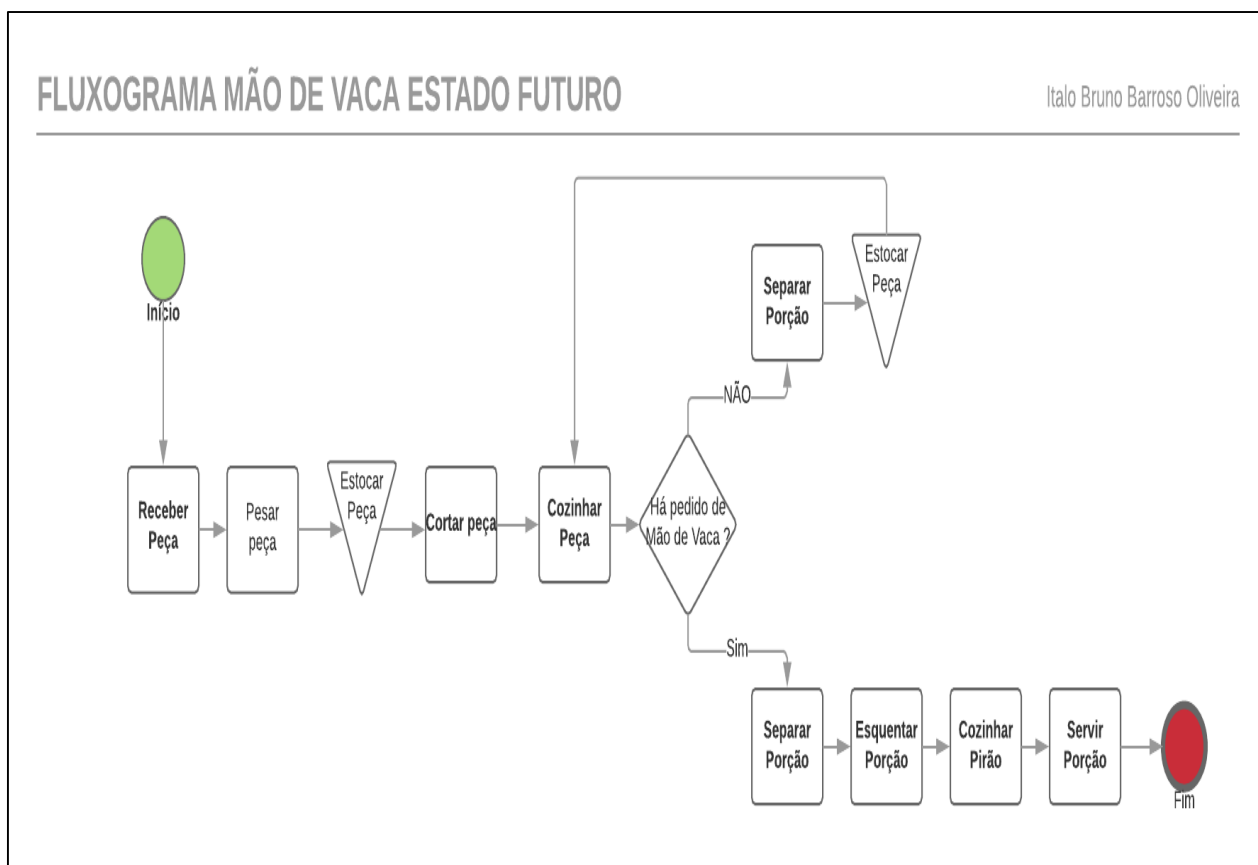 FLUXOGRAMA MÃO DE VACA ESTADO FUTURO
Italo Bruno Barroso Oliveira
Início
Receber
Peça
Pesar
peça
Estocar
Peça
Cortar peça
Cozinhar
Peça
Há pedido de
Mão de Vaca ?
NÃO
Separar
Porção
Estocar
Peça
Sim
Separar
Porção
Esquentar
Porção
Cozinhar
Pirão
Servir
Porção
Fim